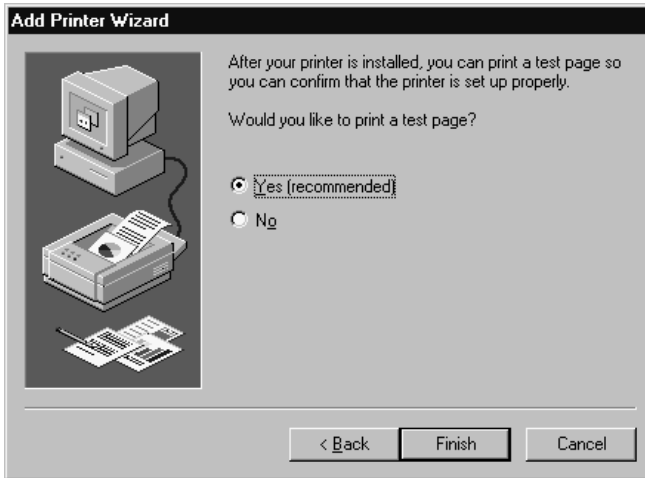 Add Printer Wizard
After your printer is installed, you can print a test page so
you can confirm that the printer is set up properly.
Would you like to print a test page?
Yes (recommended)
No
< Back
Finish
Cancel